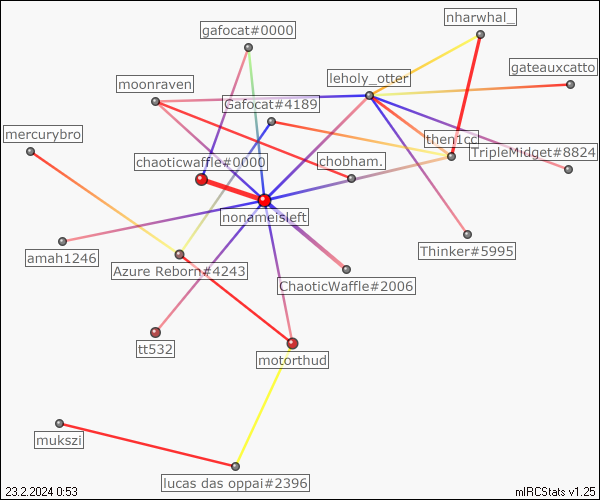 nharwhal_
gafocat#0000
gateauxcatto
leholy_otter
moonraven
Gafocat#4189
mercurybro
then1cc
TripleMidget#8824
chaoticwaffle#0000
chobham.
nonameisleft
Thinker#5995
amah1246
Azure Reborn#4243
ChaoticWaffle#2006
tt532
motorthud
mukszi
lucas das oppai#2396
23.2.2024 0:53
mIRCStats v1.25